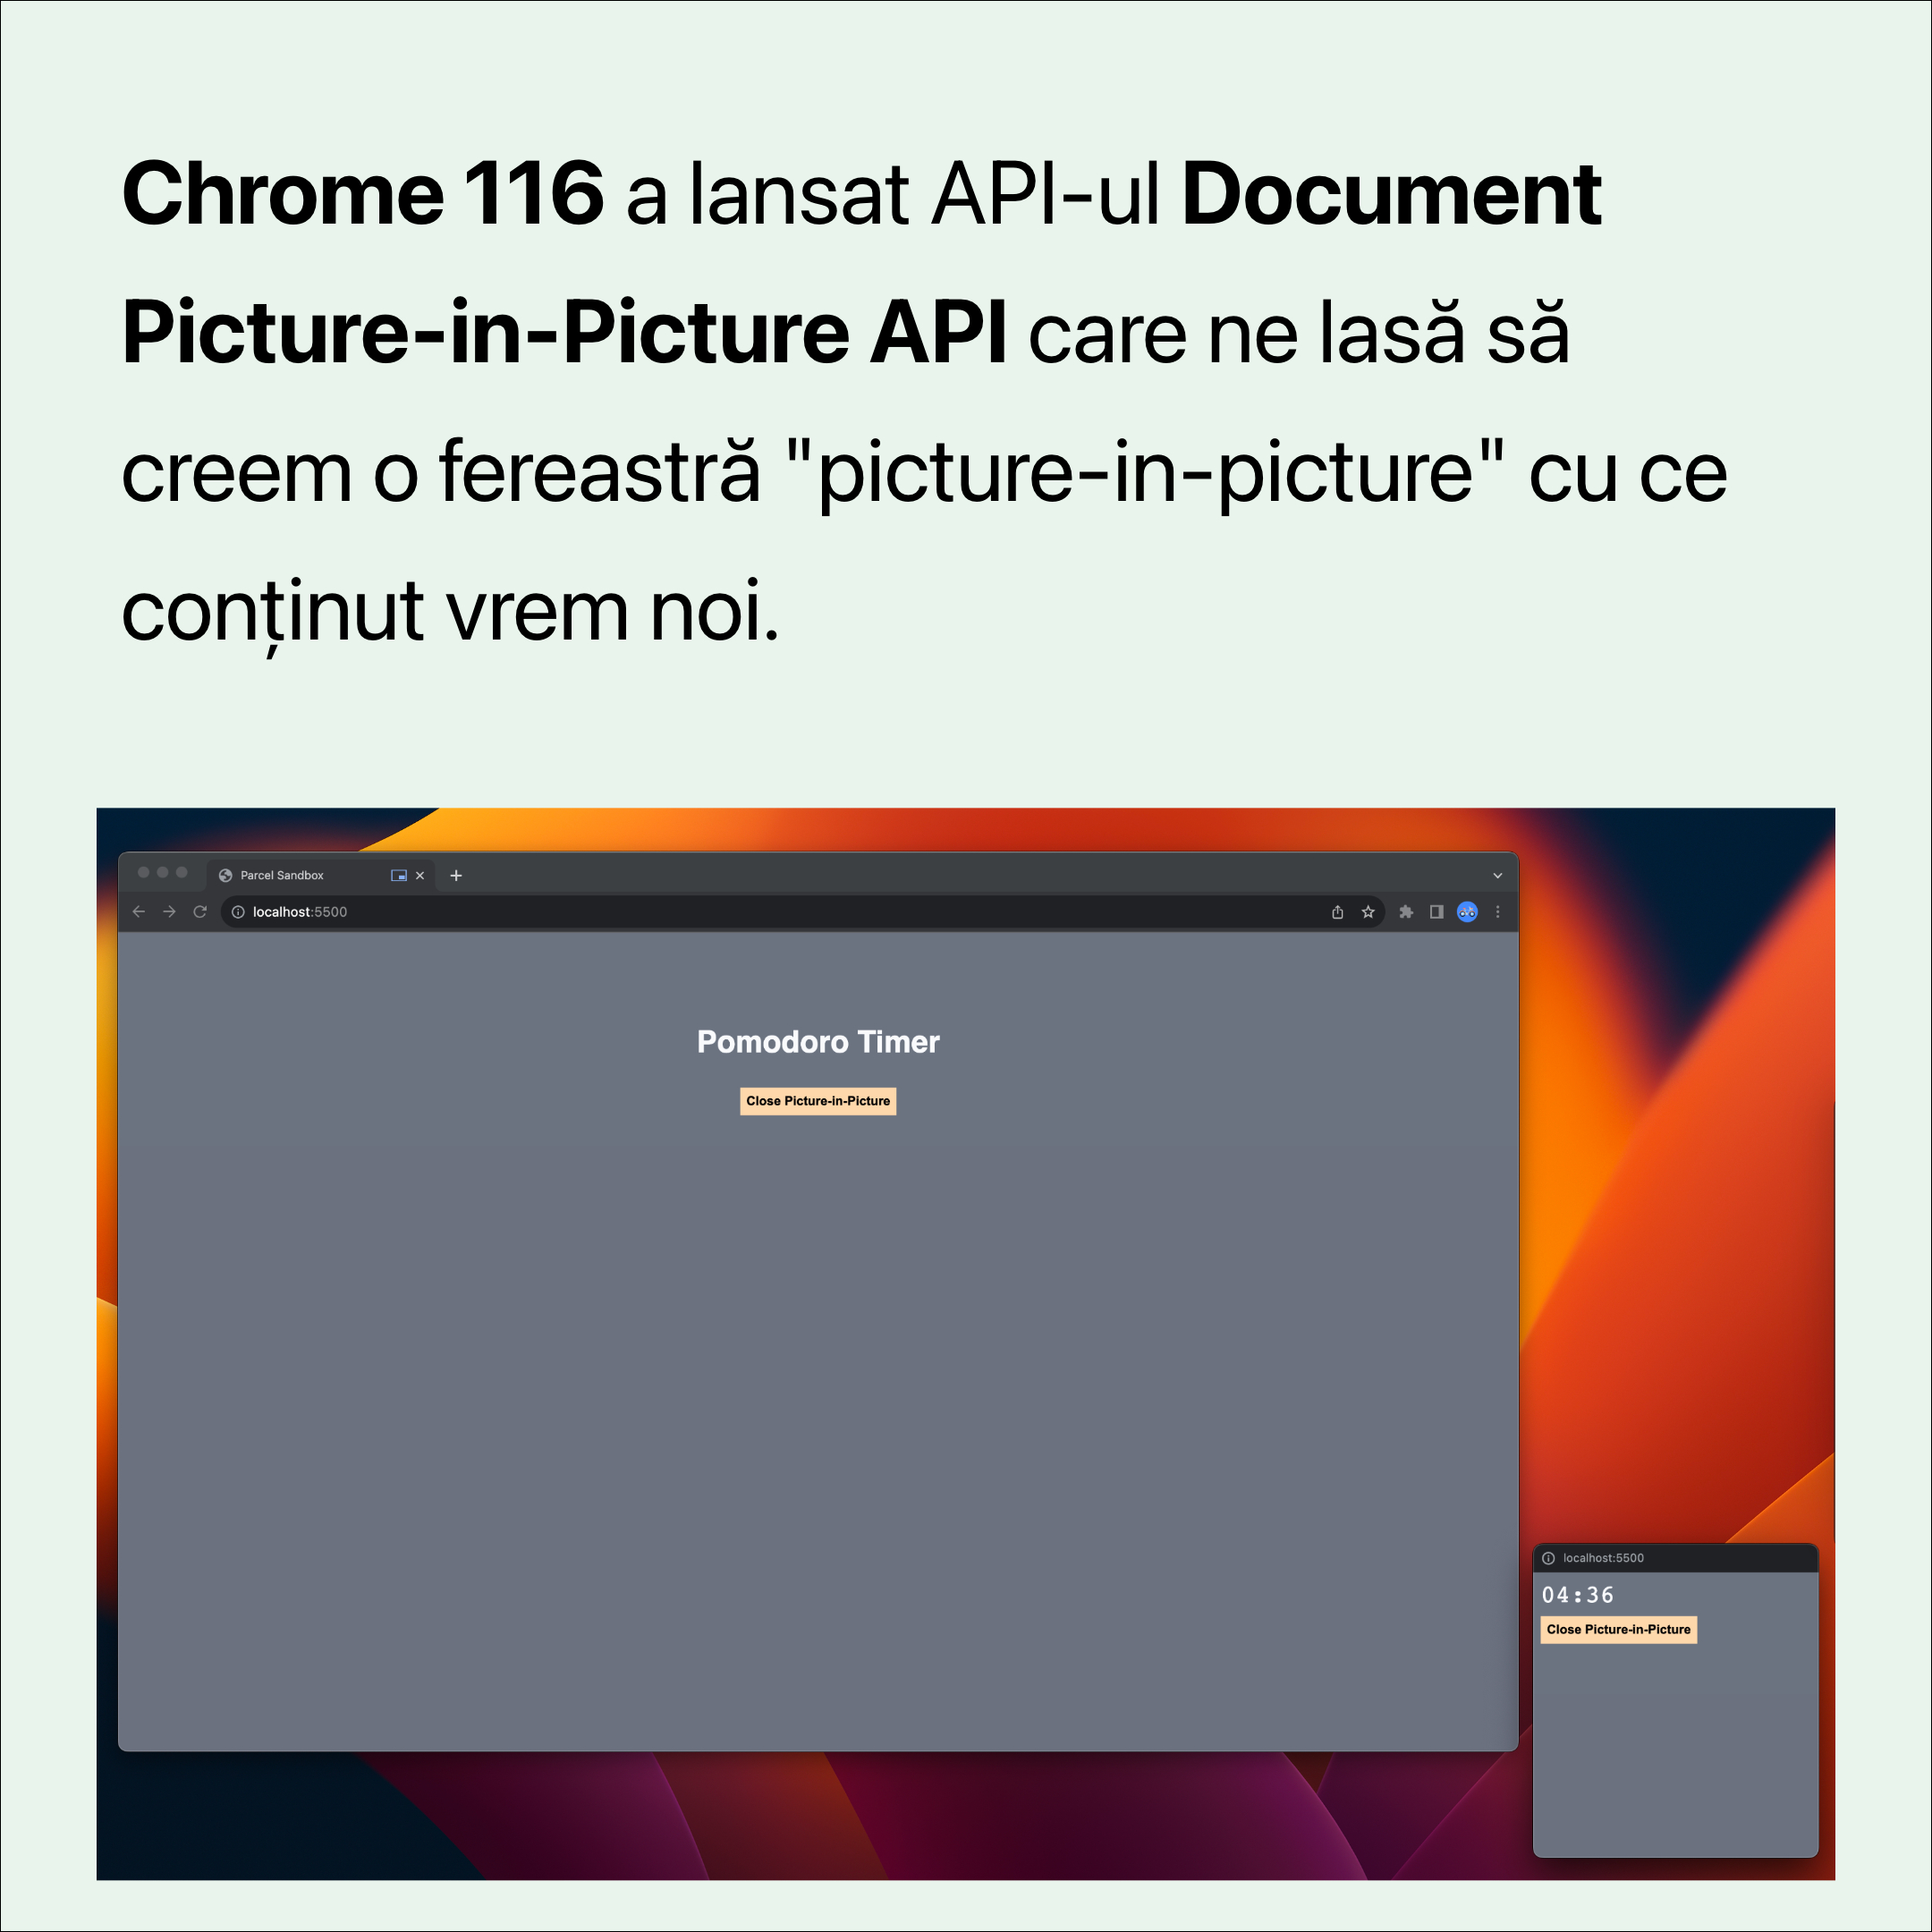 Chrome 116 a lansat API-ul Document
Picture-in-Picture API care ne lasă să
creem o fereastră "picture-in-picture" cu ce
conținut vrem noi.
Parcel Sandbox
localhost:5500
Pomodoro Timer
Close Picture-in-Picture
localhost:5500
04:36
Close Picture-in-Picture